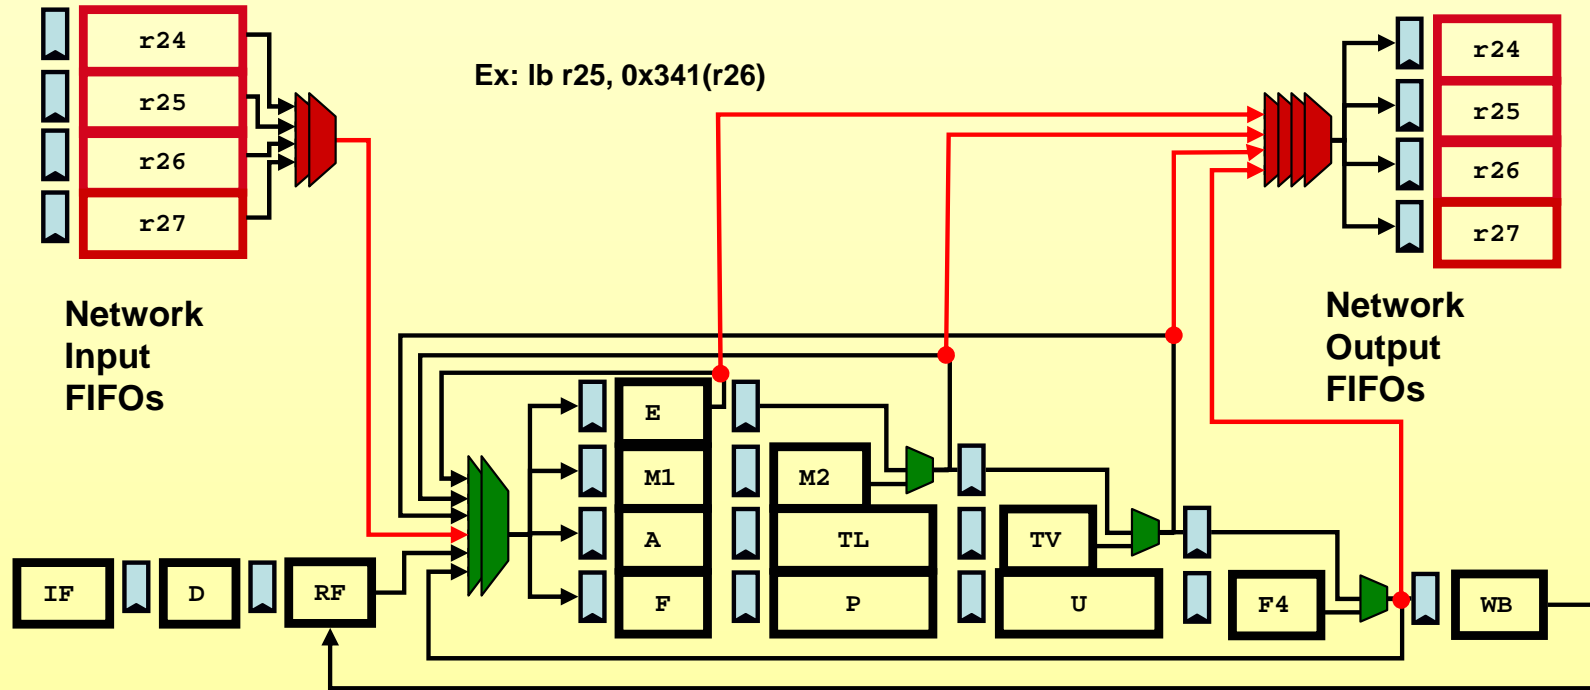 r24
r25
r26
r27
Network
Input
FIFOs
Ex: lb r25, 0x341(r26)
r24
r25
r26
r27
Network
Output
FIFOs
E
M1
M2
A
TL
TV
IF
D
RF
F
P
U
F4
WB